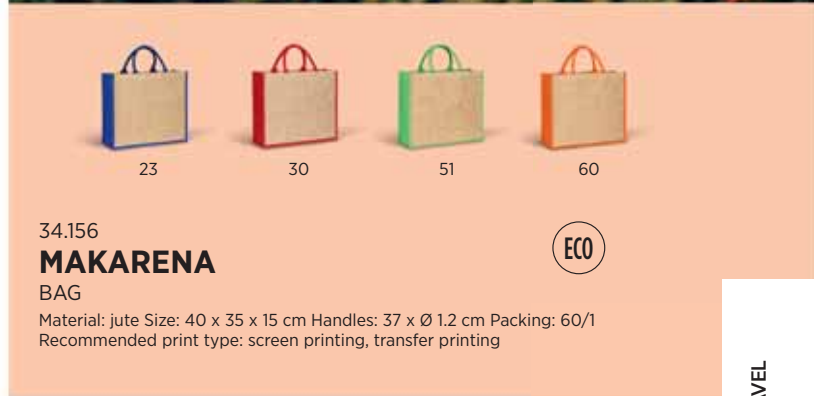 23 30 51 60
34.156
MAKARENA
ECO
BAG
Material: jute Size: 40 x 35 x 15 cm Handles: 37 x Ø 1.2 cm Packing: 60/1
Recommended print type: screen printing, transfer printing